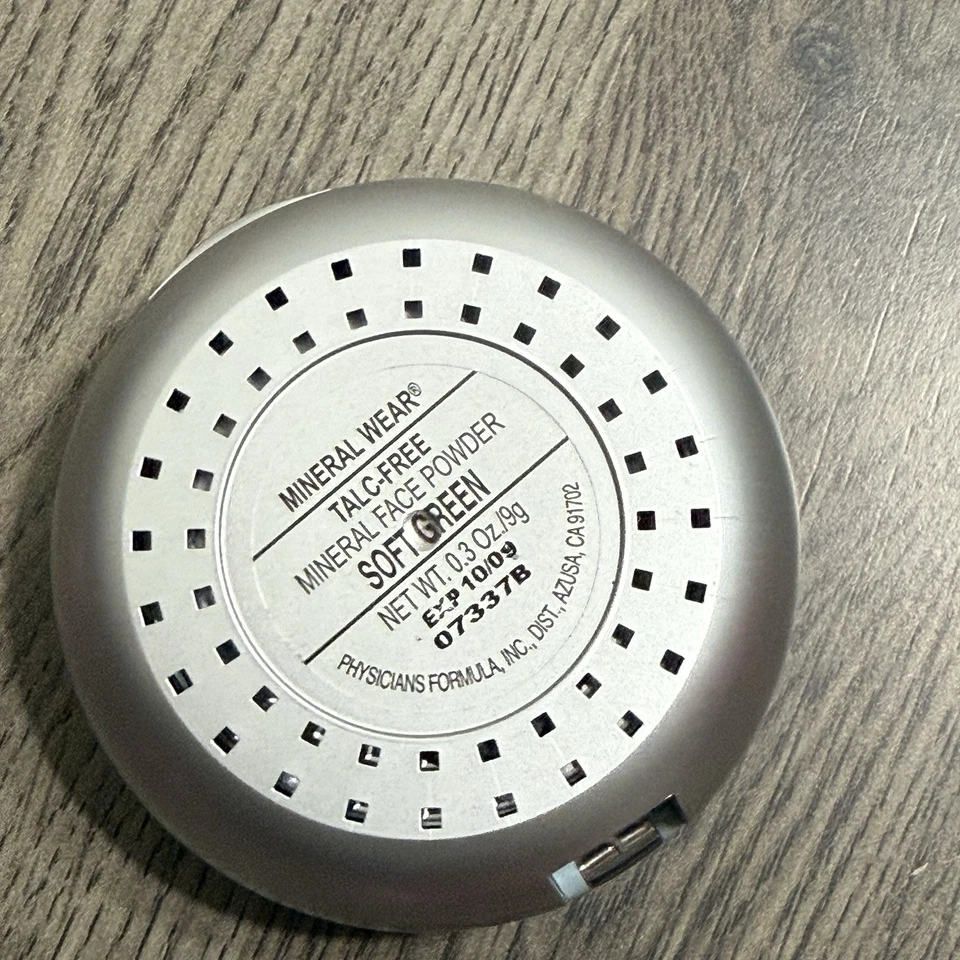 MINERAL WEAR®
TALC-FREE
MINERAL FACE POWDER
SOFT GREEN
NET WT. 0.3 Oz./9g
EXP 10/09
07337B
PHYSICIANS FORMULA, INC., DIST., AZUSA, CA 91702